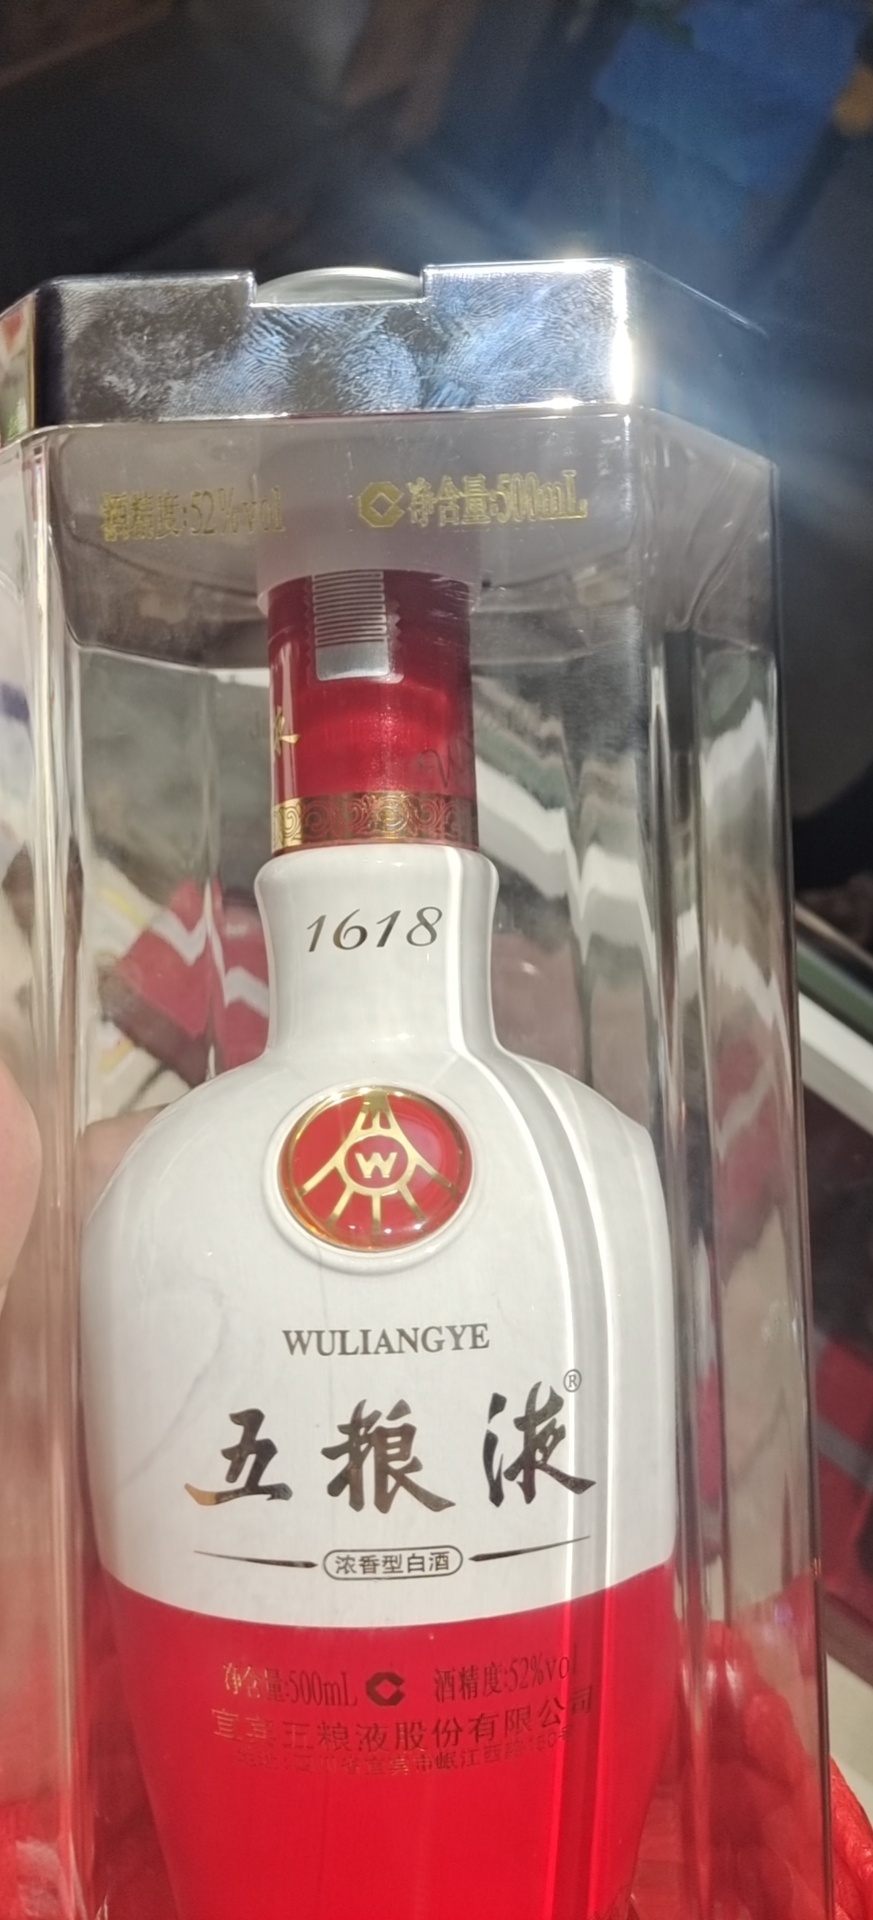 酒精度:52%vol
净含量:500mL
1618
W
WULIANGYE
五粮液®
浓香型白酒
净含量:500mL 酒精度:52%vol
宜宾五粮液股份有限公司